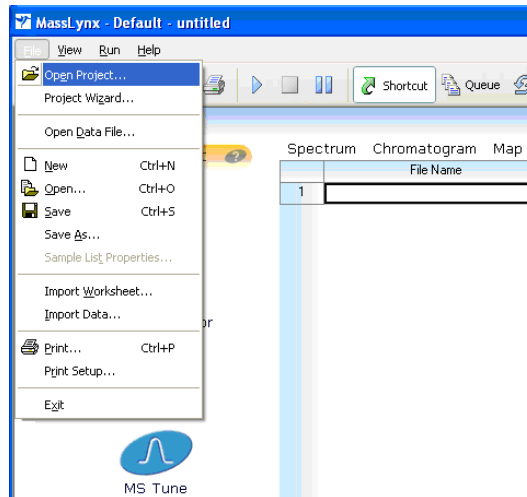 MassLynx - Default - untitled
File View Run Help
Shortcut Queue
Open Project...
Project Wizard...
Open Data File...
New Ctrl+N
Open... Ctrl+O
Save Ctrl+S
Save As...
Sample List Properties...
Import Worksheet...
Import Data...
Print... Ctrl+P
Print Setup...
Exit
Spectrum Chromatogram Map
File Name
1
or
MS Tune